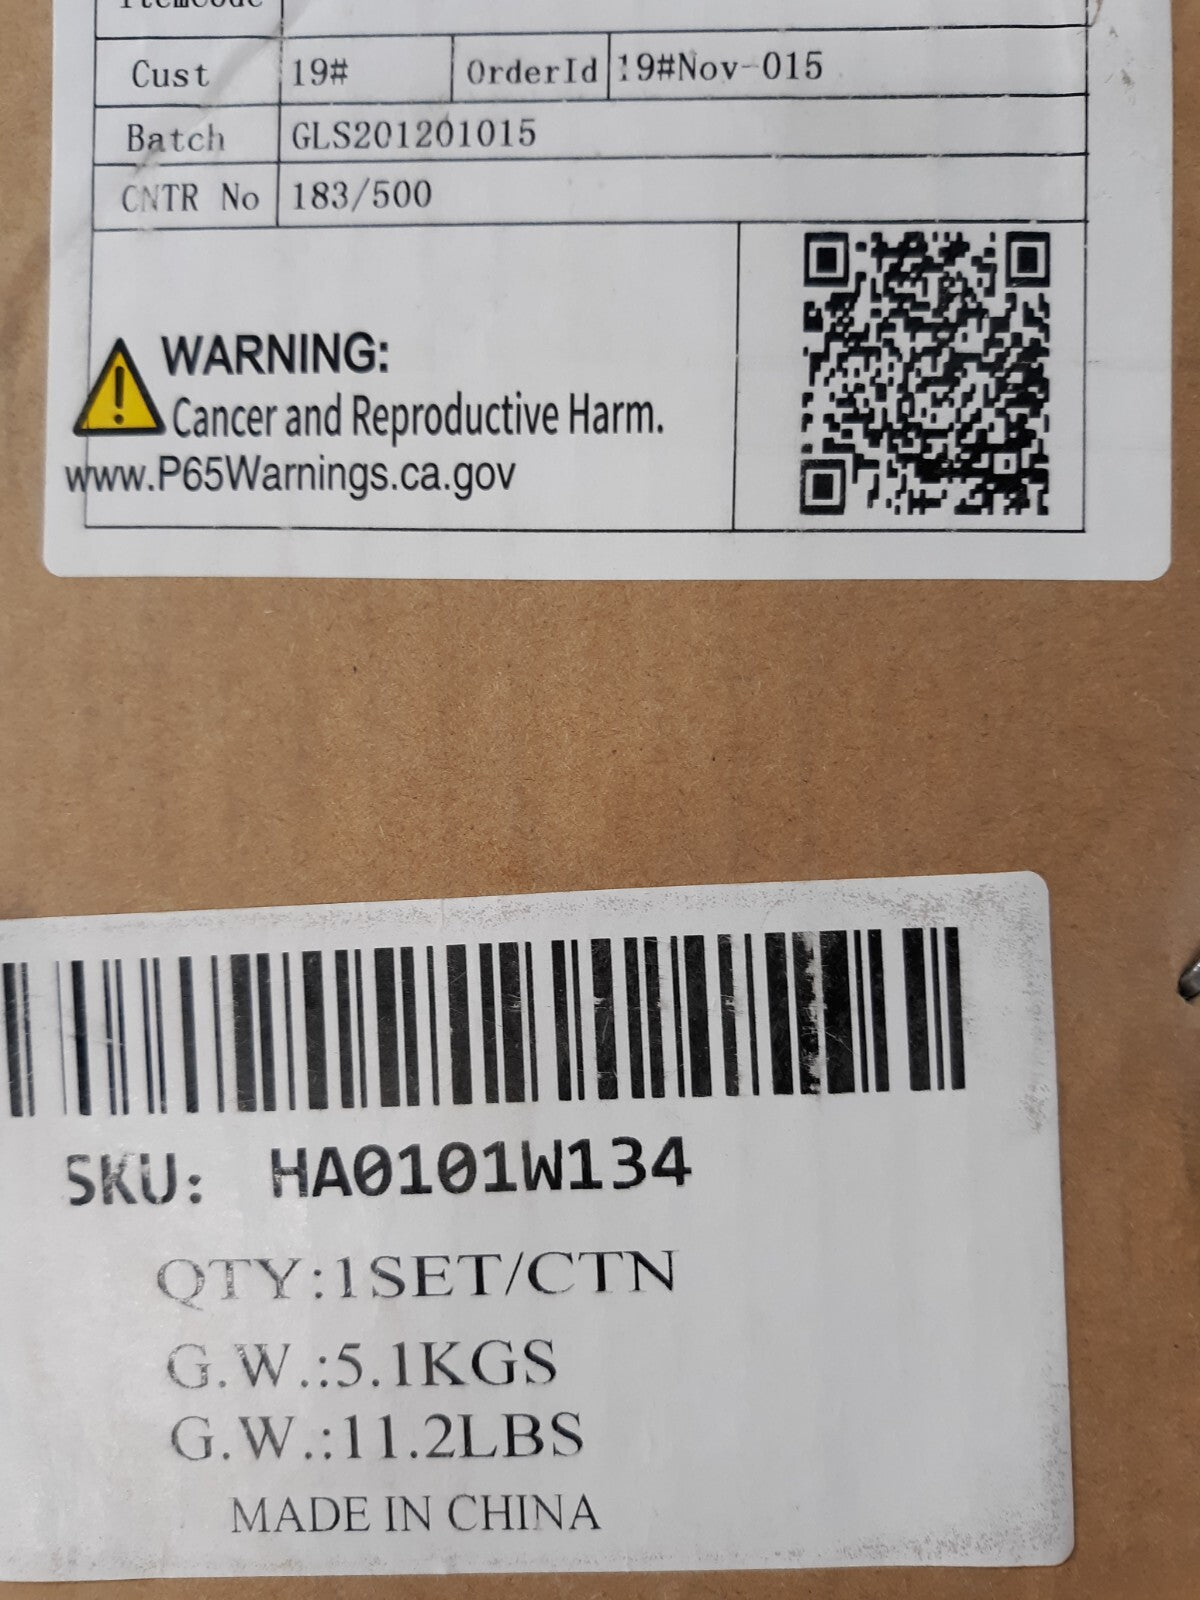 ItemCode
Cust 19# OrderId 19#Nov-015
Batch GLS201201015
CNTR No 183/500
WARNING:
Cancer and Reproductive Harm.
www.P65Warnings.ca.gov
SKU: HA0101W134
QTY:1SET/CTN
G.W.:5.1KGS
G.W.:11.2LBS
MADE IN CHINA